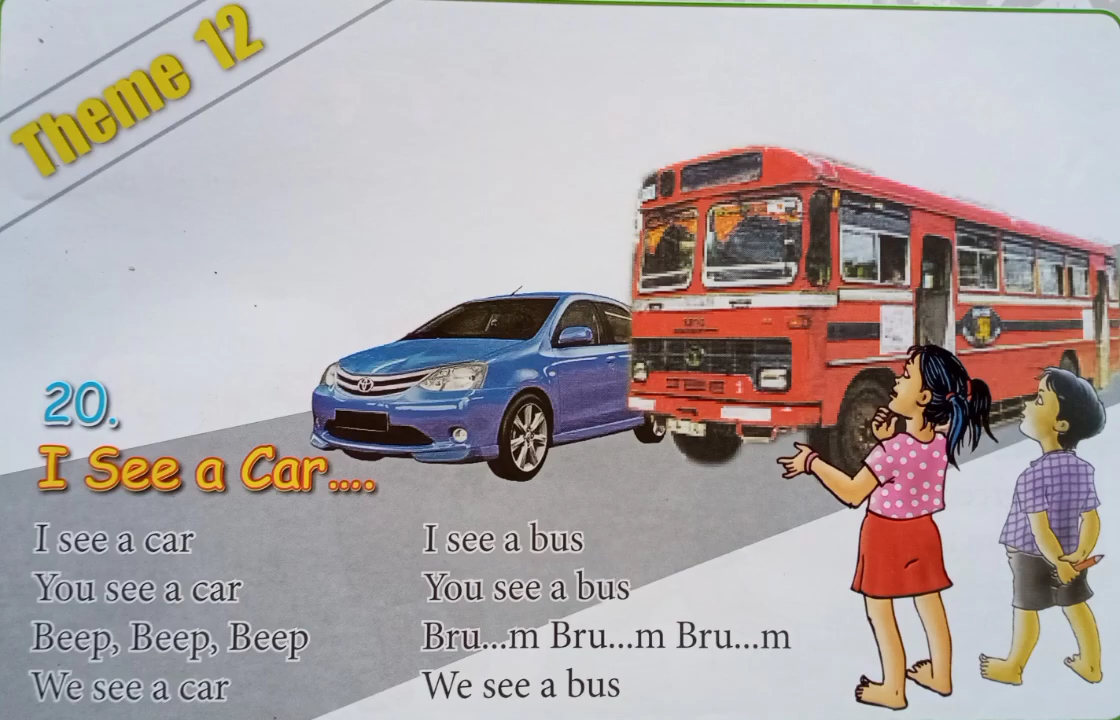 Theme 12
20.
I See a Car....
I see a car
You see a car
Beep, Beep, Beep
We see a car
I see a bus
You see a bus
Bru...m Bru...m Bru...m
We see a bus